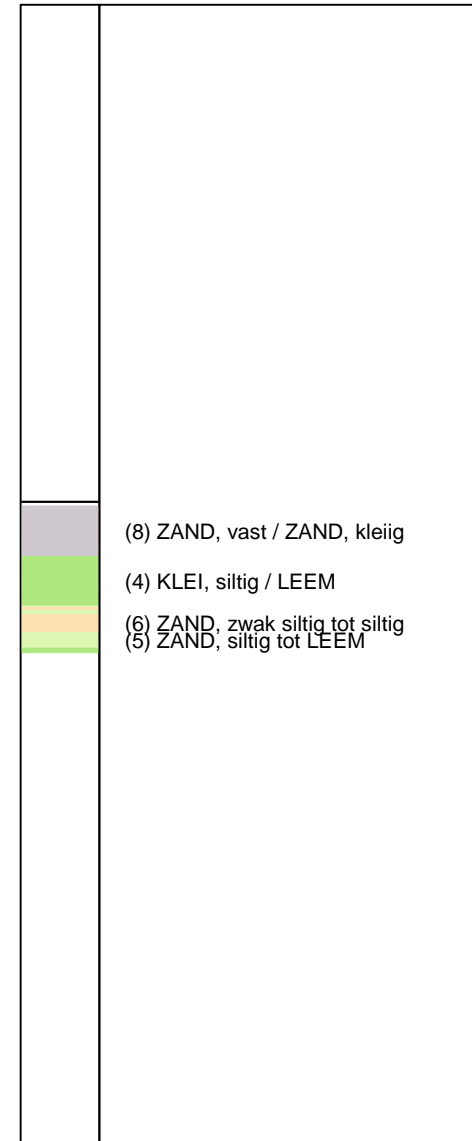 (8) ZAND, vast / ZAND, kleiig
(4) KLEI, siltig / LEEM
(6) ZAND, zwak siltig tot siltig
(5) ZAND, siltig tot LEEM